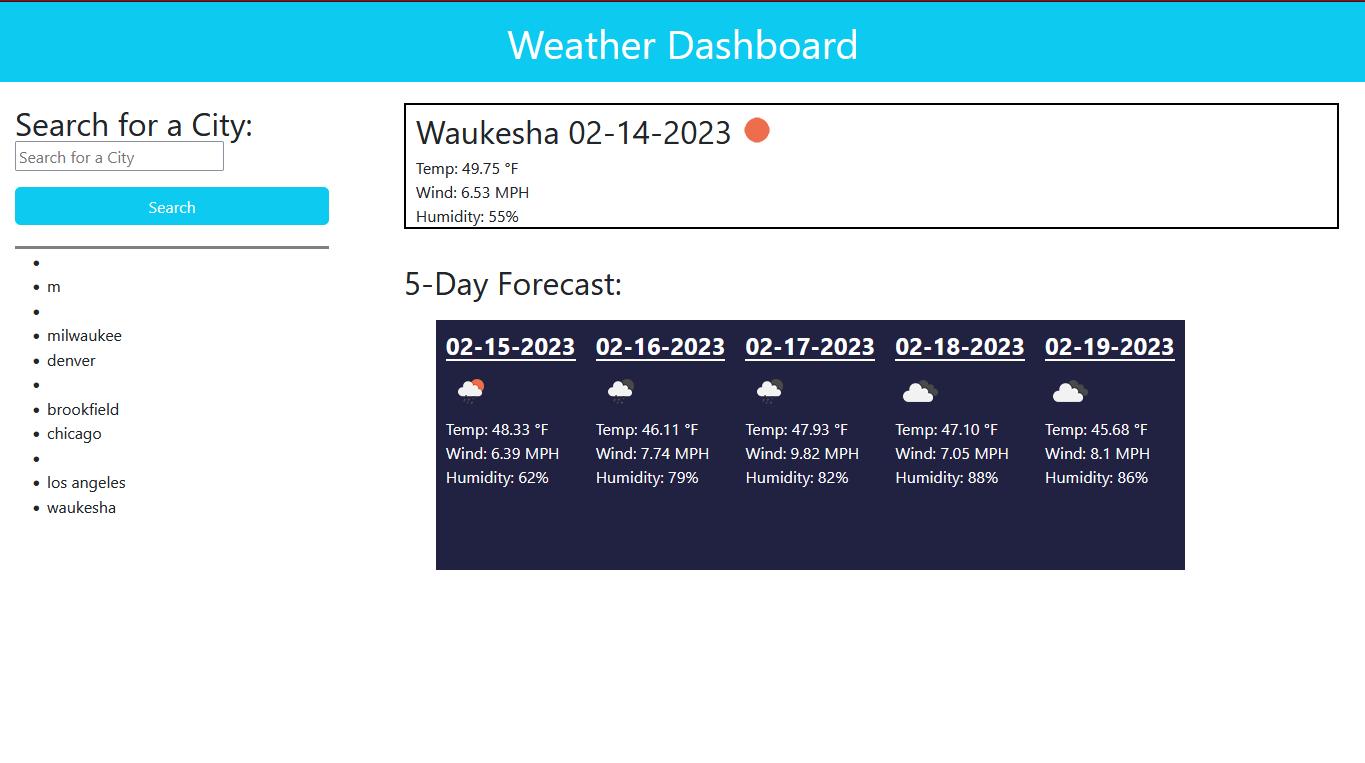 Weather Dashboard
Search for a City:
Search for a City
Search
m
milwaukee
denver
brookfield
chicago
los angeles
waukesha
Waukesha 02-14-2023
Temp: 49.75 °F
Wind: 6.53 MPH
Humidity: 55%
5-Day Forecast:
02-15-2023
Temp: 48.33 °F
Wind: 6.39 MPH
Humidity: 62%
02-16-2023
Temp: 46.11 °F
Wind: 7.74 MPH
Humidity: 79%
02-17-2023
Temp: 47.93 °F
Wind: 9.82 MPH
Humidity: 82%
02-18-2023
Temp: 47.10 °F
Wind: 7.05 MPH
Humidity: 88%
02-19-2023
Temp: 45.68 °F
Wind: 8.1 MPH
Humidity: 86%